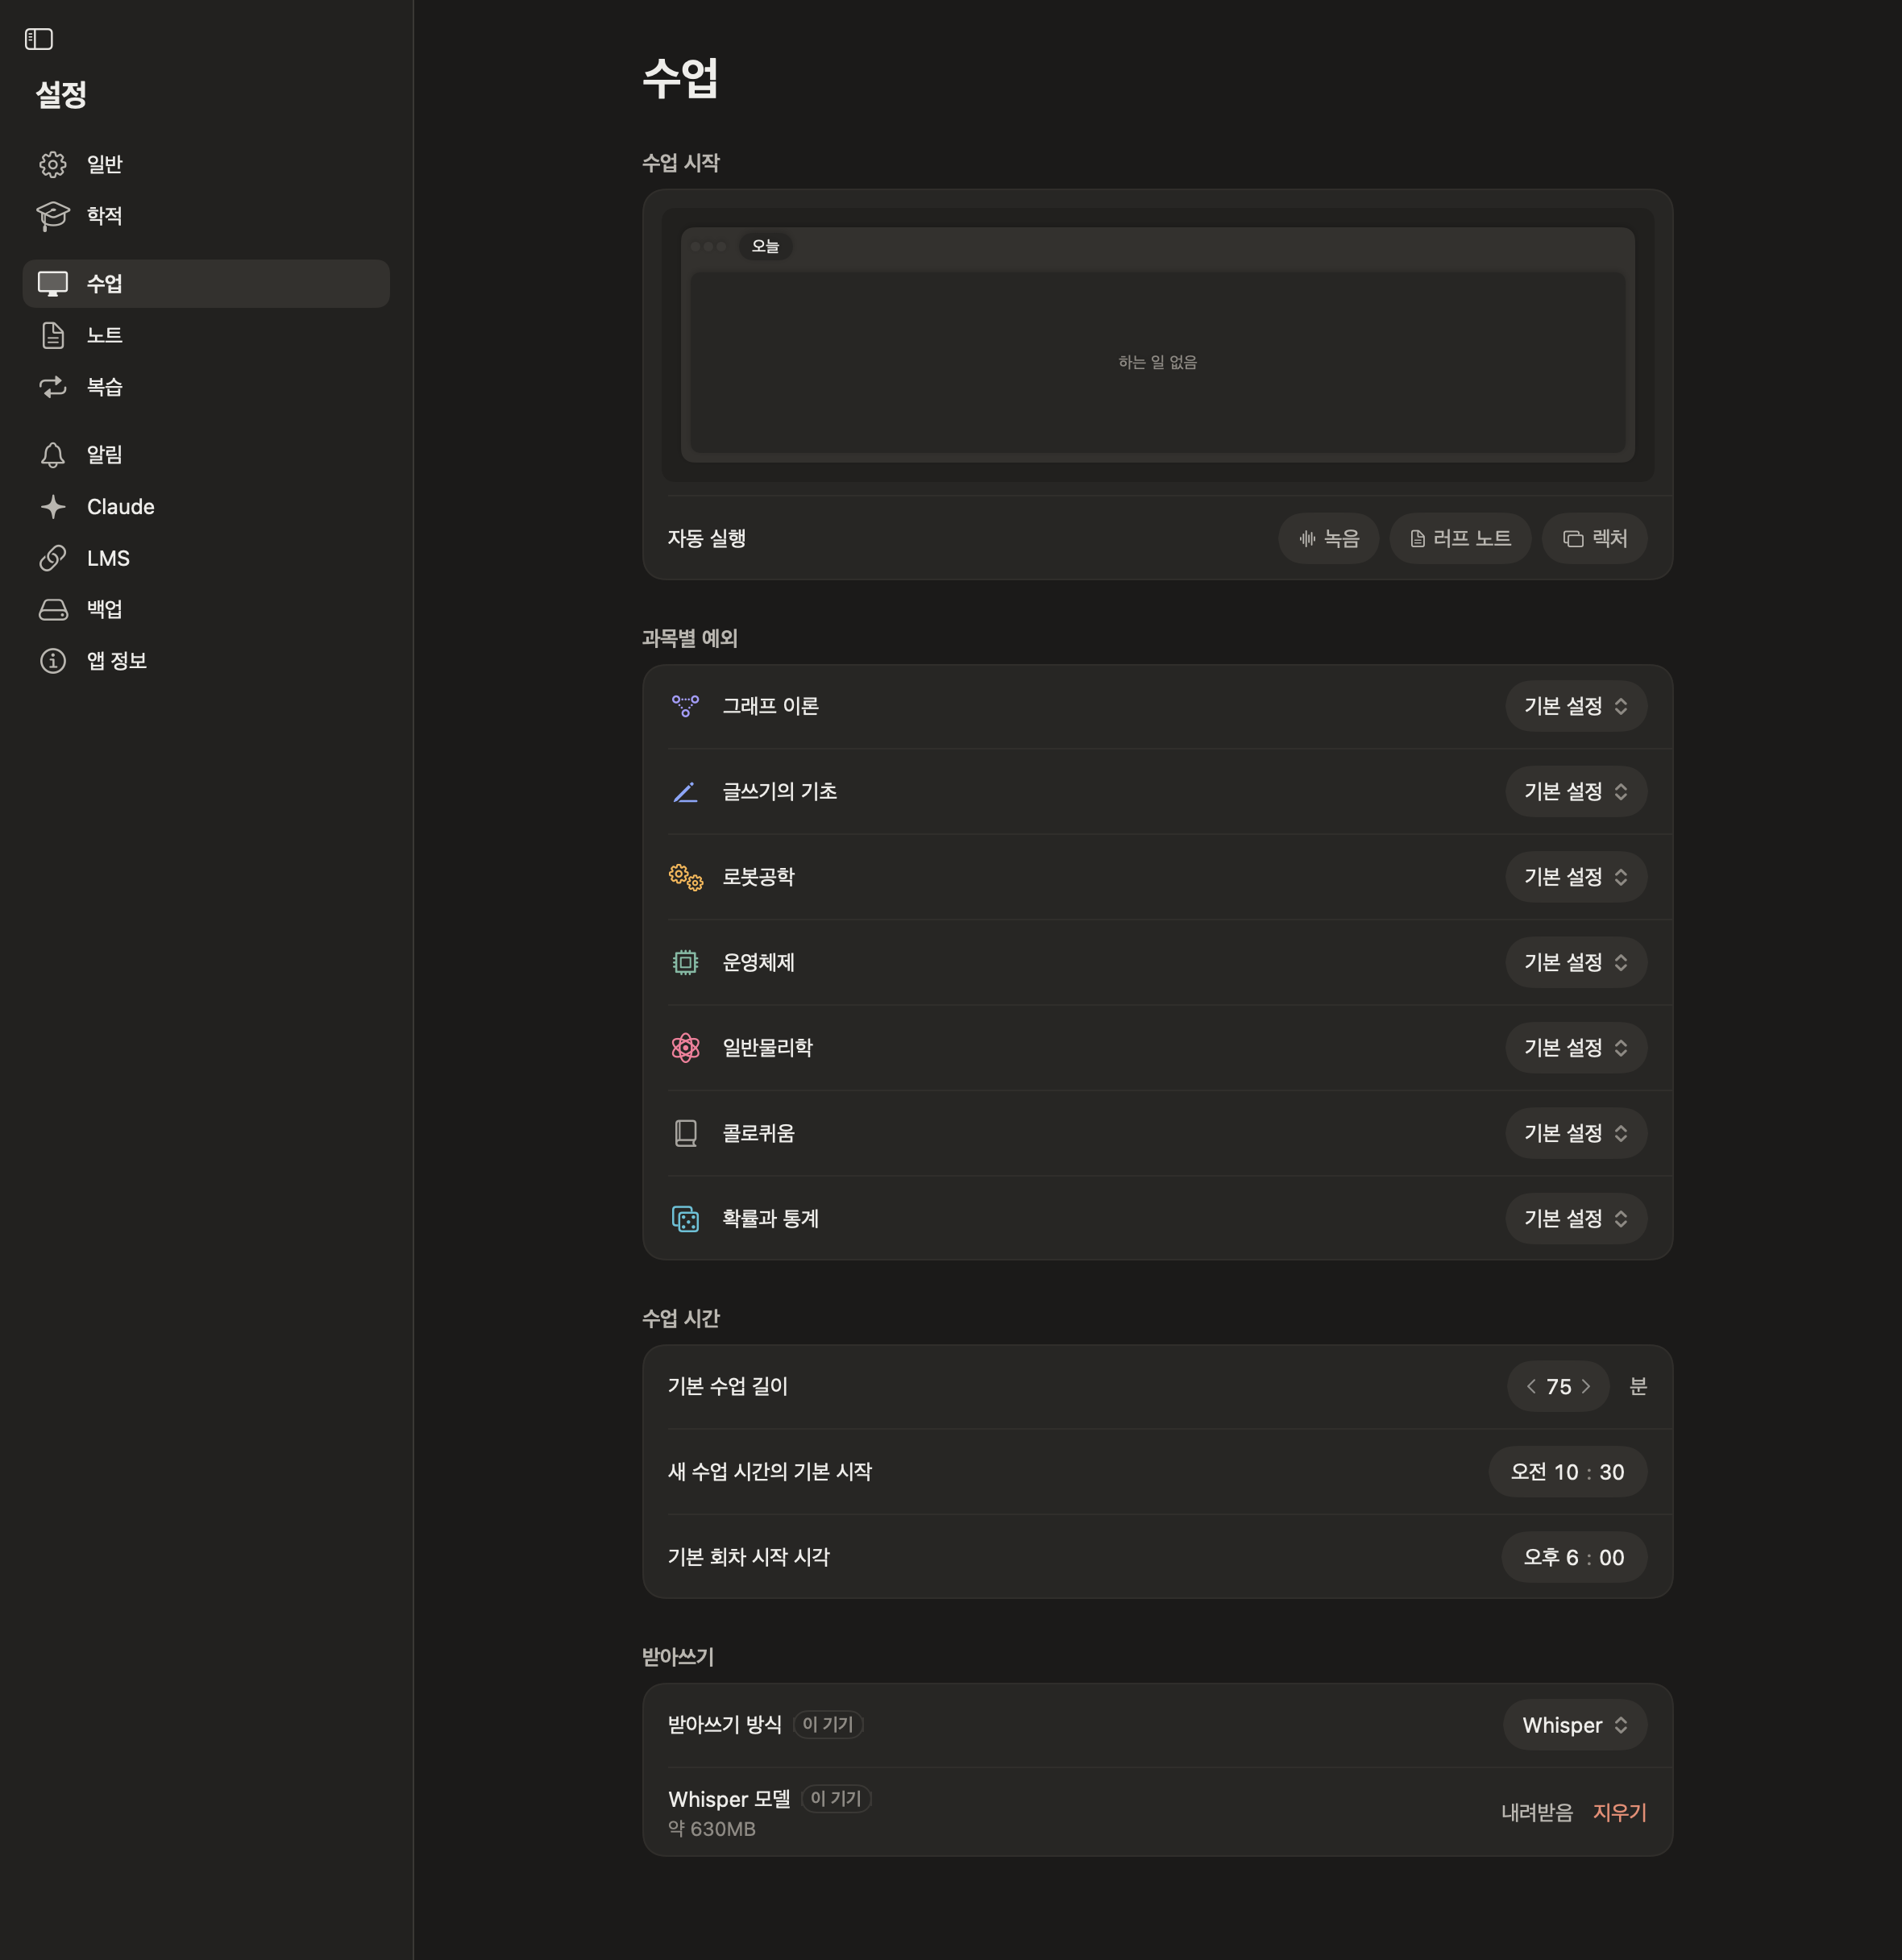 설정
일반
학적
수업
노트
복습
알림
Claude
LMS
백업
앱 정보
수업
수업 시작
오늘
하는 일 없음
자동 실행 녹음 러프 노트 렉처
과목별 예외
그래프 이론 기본 설정
글쓰기의 기초 기본 설정
로봇공학 기본 설정
운영체제 기본 설정
일반물리학 기본 설정
콜로퀴움 기본 설정
확률과 통계 기본 설정
수업 시간
기본 수업 길이 75 분
새 수업 시간의 기본 시작 오전 10 : 30
기본 회차 시작 시각 오후 6 : 00
받아쓰기
받아쓰기 방식 이 기기 Whisper
Whisper 모델 이 기기
약 630MB
내려받음 지우기